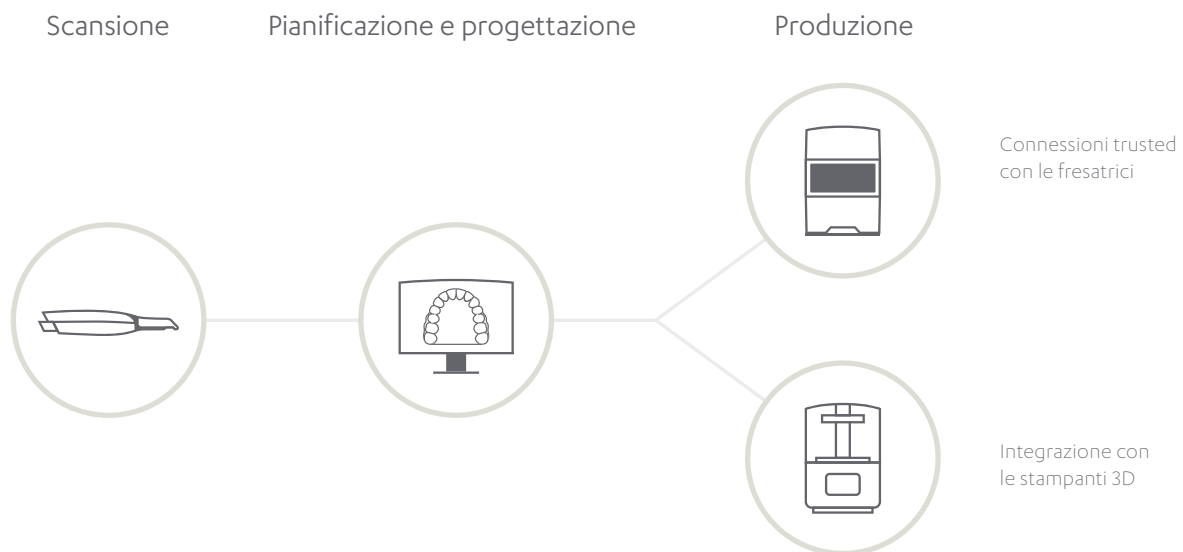 Scansione
Pianificazione e progettazione
Produzione
Connessioni trusted
con le fresatrici
Integrazione con
le stampanti 3D